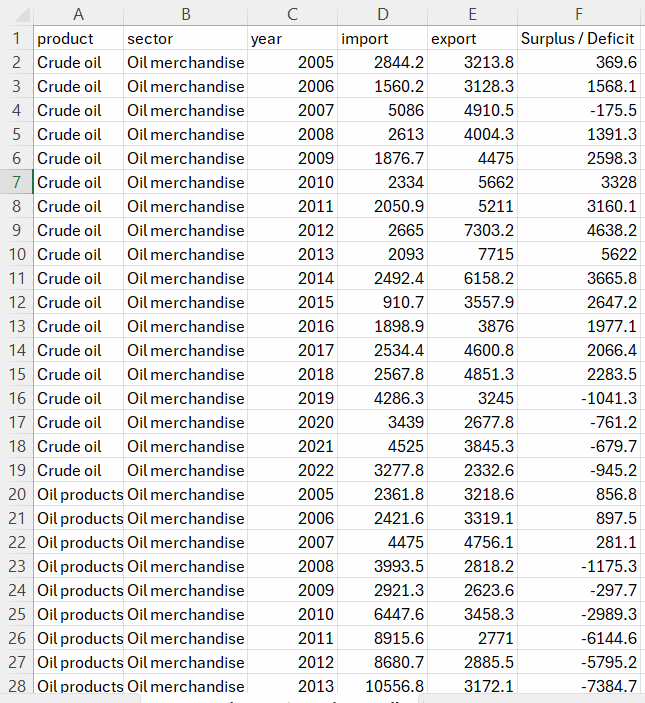 A B C D E F
1 product sector year import export Surplus / Deficit
2 Crude oil Oil merchandise 2005 2844.2 3213.8 369.6
3 Crude oil Oil merchandise 2006 1560.2 3128.3 1568.1
4 Crude oil Oil merchandise 2007 5086 4910.5 -175.5
5 Crude oil Oil merchandise 2008 2613 4004.3 1391.3
6 Crude oil Oil merchandise 2009 1876.7 4475 2598.3
7 Crude oil Oil merchandise 2010 2334 5662 3328
8 Crude oil Oil merchandise 2011 2050.9 5211 3160.1
9 Crude oil Oil merchandise 2012 2665 7303.2 4638.2
10 Crude oil Oil merchandise 2013 2093 7715 5622
11 Crude oil Oil merchandise 2014 2492.4 6158.2 3665.8
12 Crude oil Oil merchandise 2015 910.7 3557.9 2647.2
13 Crude oil Oil merchandise 2016 1898.9 3876 1977.1
14 Crude oil Oil merchandise 2017 2534.4 4600.8 2066.4
15 Crude oil Oil merchandise 2018 2567.8 4851.3 2283.5
16 Crude oil Oil merchandise 2019 4286.3 3245 -1041.3
17 Crude oil Oil merchandise 2020 3439 2677.8 -761.2
18 Crude oil Oil merchandise 2021 4525 3845.3 -679.7
19 Crude oil Oil merchandise 2022 3277.8 2332.6 -945.2
20 Oil products Oil merchandise 2005 2361.8 3218.6 856.8
21 Oil products Oil merchandise 2006 2421.6 3319.1 897.5
22 Oil products Oil merchandise 2007 4475 4756.1 281.1
23 Oil products Oil merchandise 2008 3993.5 2818.2 -1175.3
24 Oil products Oil merchandise 2009 2921.3 2623.6 -297.7
25 Oil products Oil merchandise 2010 6447.6 3458.3 -2989.3
26 Oil products Oil merchandise 2011 8915.6 2771 -6144.6
27 Oil products Oil merchandise 2012 8680.7 2885.5 -5795.2
28 Oil products Oil merchandise 2013 10556.8 3172.1 -7384.7